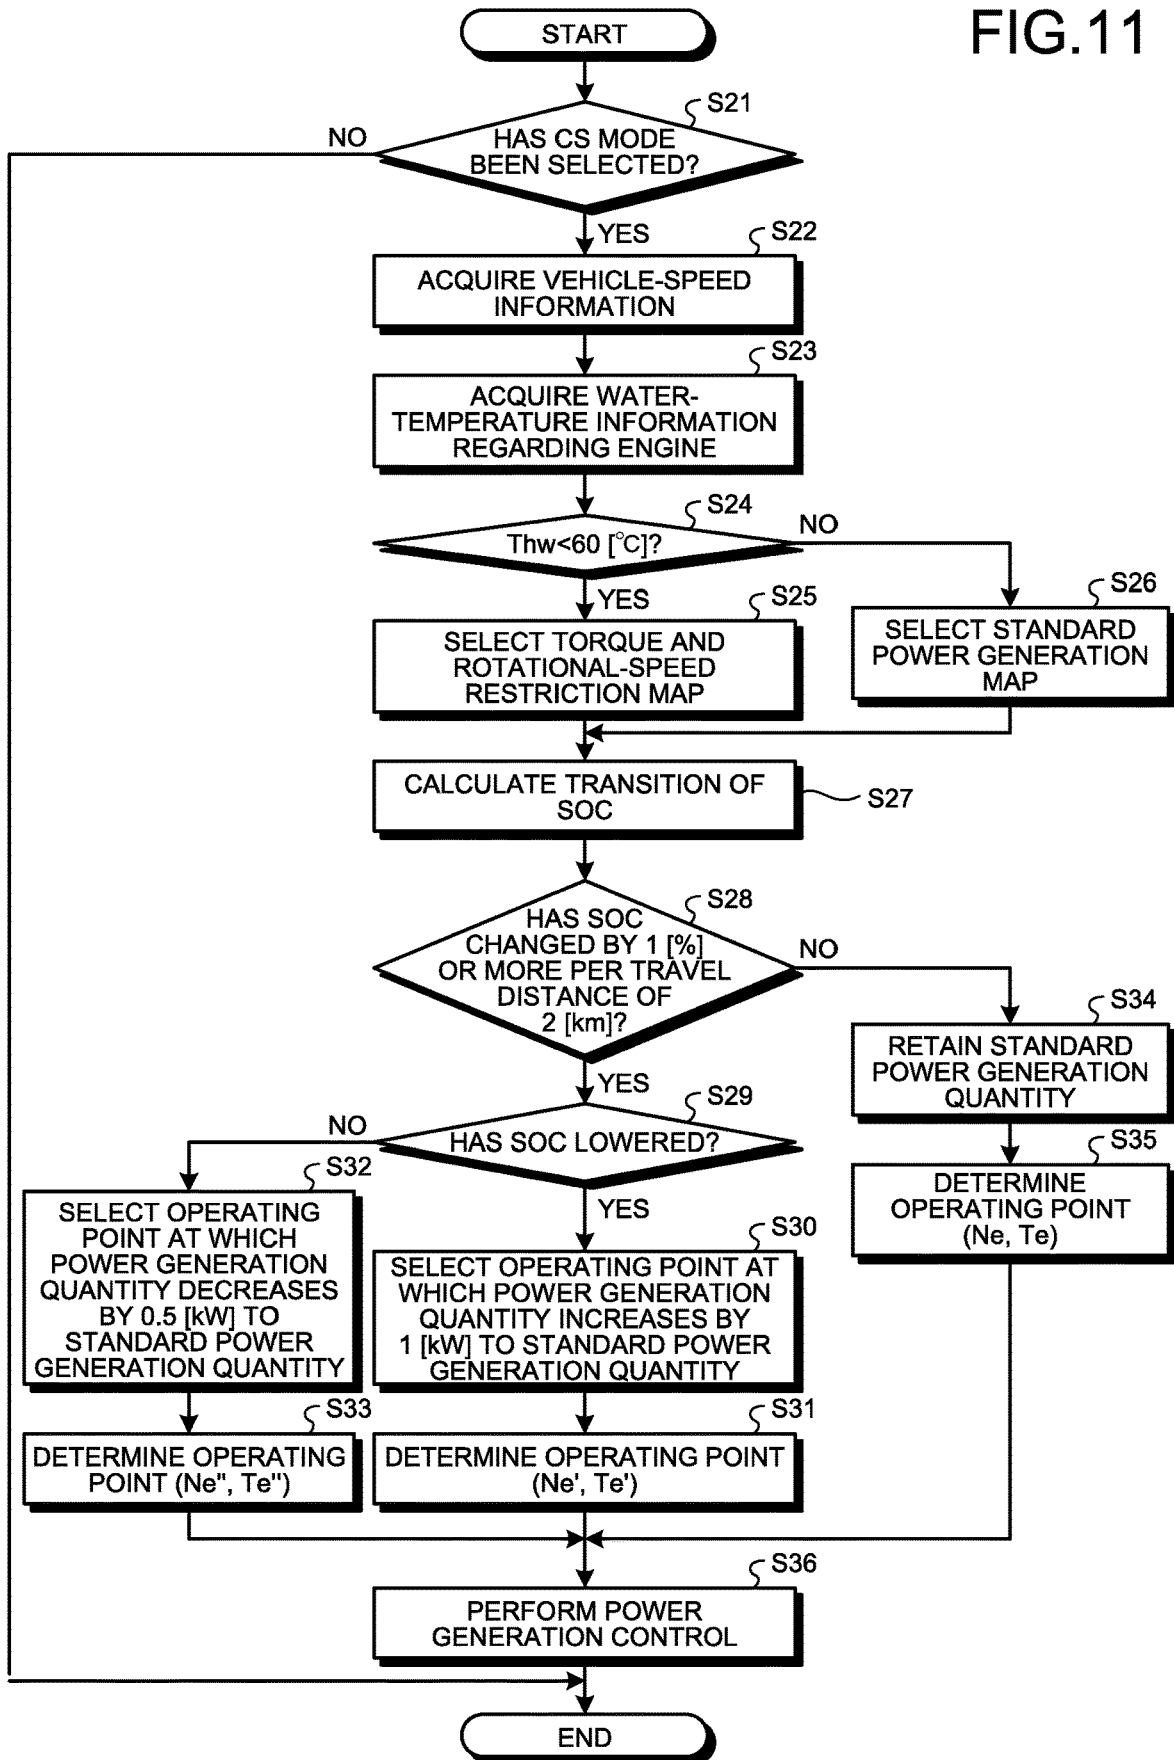 FIG.11
START
S21
NO
HAS CS MODE
BEEN SELECTED?
YES
S22
ACQUIRE VEHICLE-SPEED
INFORMATION
S23
ACQUIRE WATER-
TEMPERATURE INFORMATION
REGARDING ENGINE
S24
NO
Thw<60 [°C]?
YES
S25
S26
SELECT TORQUE AND
ROTATIONAL-SPEED
RESTRICTION MAP
SELECT STANDARD
POWER GENERATION
MAP
CALCULATE TRANSITION OF
SOC
S27
S28
HAS SOC
CHANGED BY 1 [%]
OR MORE PER TRAVEL
DISTANCE OF
2 [km]?
NO
S34
RETAIN STANDARD
POWER GENERATION
QUANTITY
YES
S29
NO
HAS SOC LOWERED?
S35
DETERMINE
OPERATING POINT
(Ne, Te)
S32
SELECT OPERATING
POINT AT WHICH
POWER GENERATION
QUANTITY DECREASES
BY 0.5 [kW] TO
STANDARD POWER
GENERATION QUANTITY
YES
S30
SELECT OPERATING POINT AT
WHICH POWER GENERATION
QUANTITY INCREASES BY
1 [kW] TO STANDARD POWER
GENERATION QUANTITY
S33
DETERMINE OPERATING
POINT (Ne", Te")
S31
DETERMINE OPERATING POINT
(Ne', Te')
S36
PERFORM POWER
GENERATION CONTROL
END